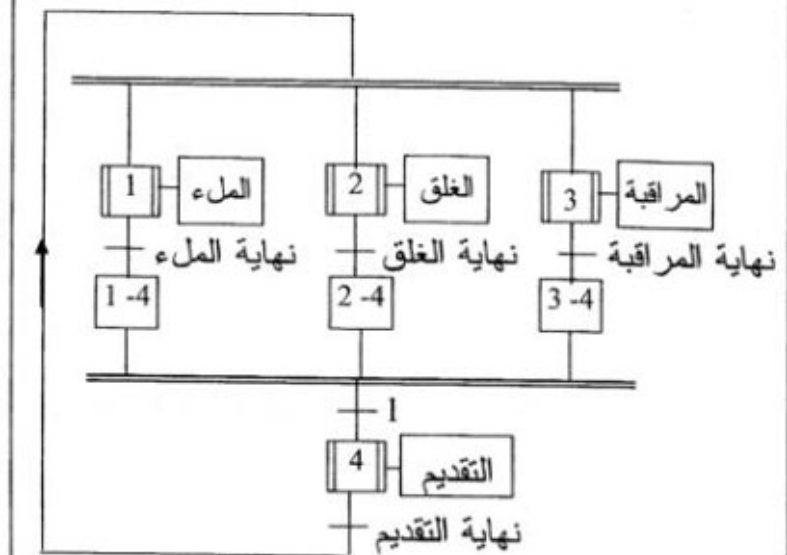 1 الملء
2 الغلق
3 المراقبة
نهاية الملء
نهاية الغلق
نهاية المراقبة
1 -4
2 -4
3 -4
1
4 التقديم
نهاية التقديم